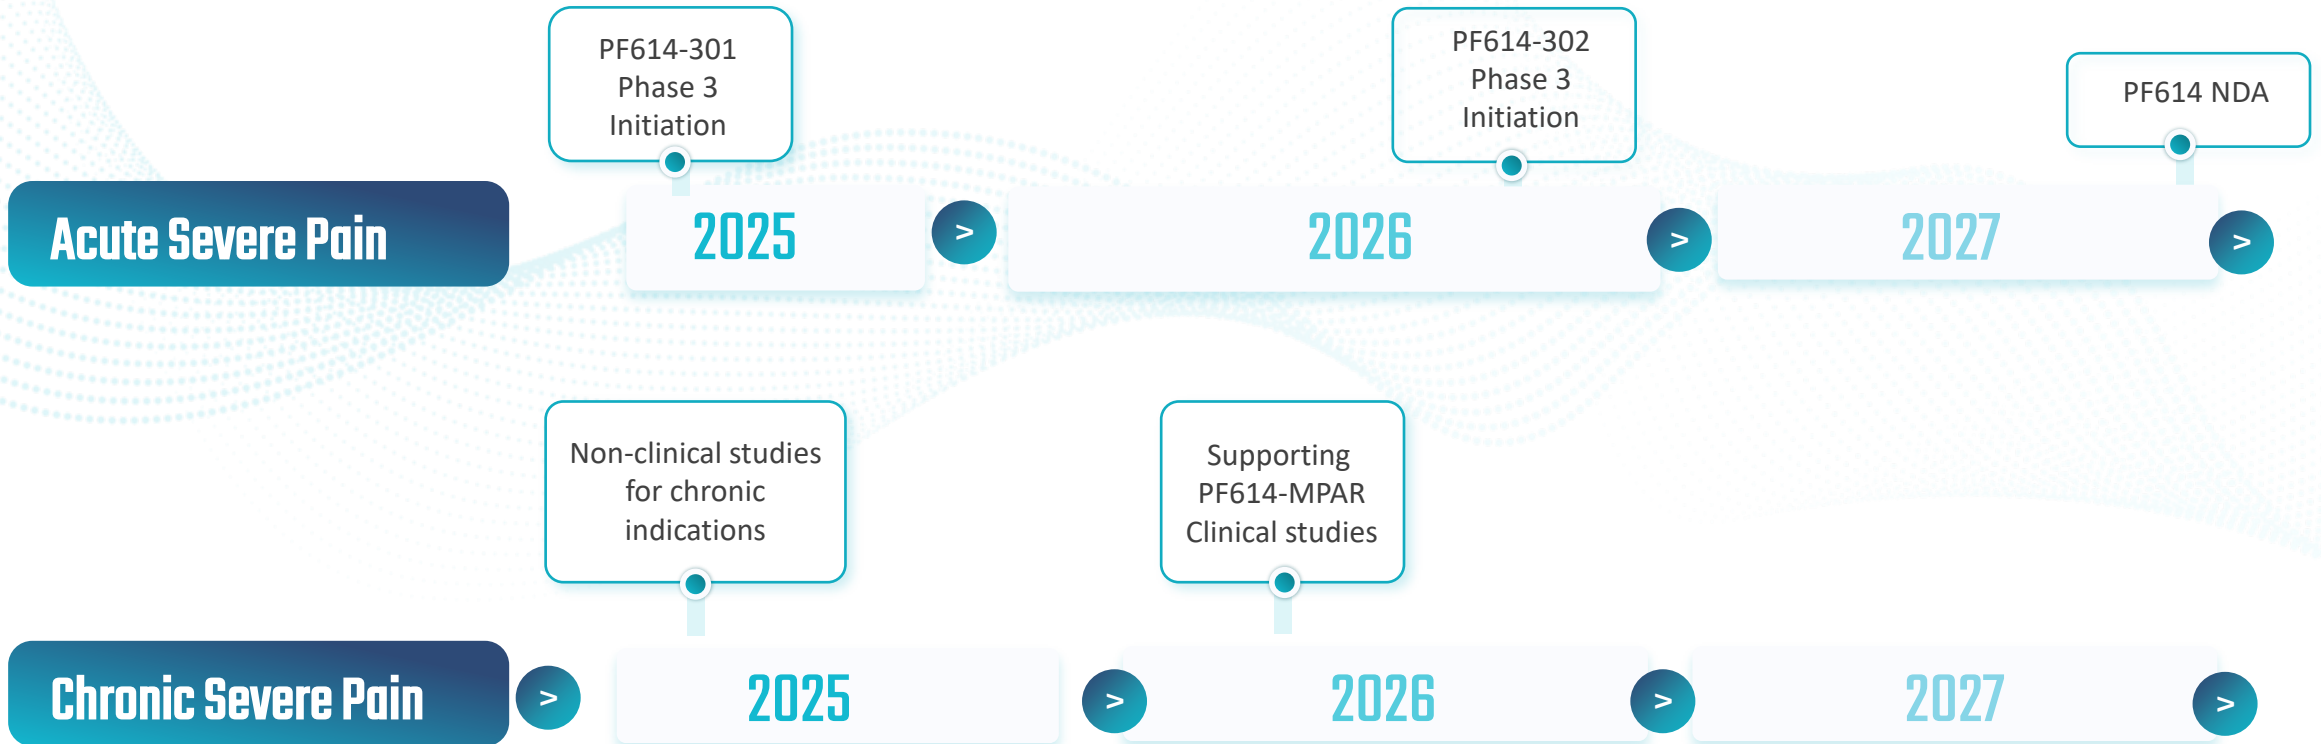 PF614-301
Phase 3
Initiation
PF614-302
Phase 3
Initiation
PF614 NDA
Acute Severe Pain
2025
>
2026
>
2027
>
Non-clinical studies
for chronic
indications
Supporting
PF614-MPAR
Clinical studies
Chronic Severe Pain
>
2025
>
2026
>
2027
>